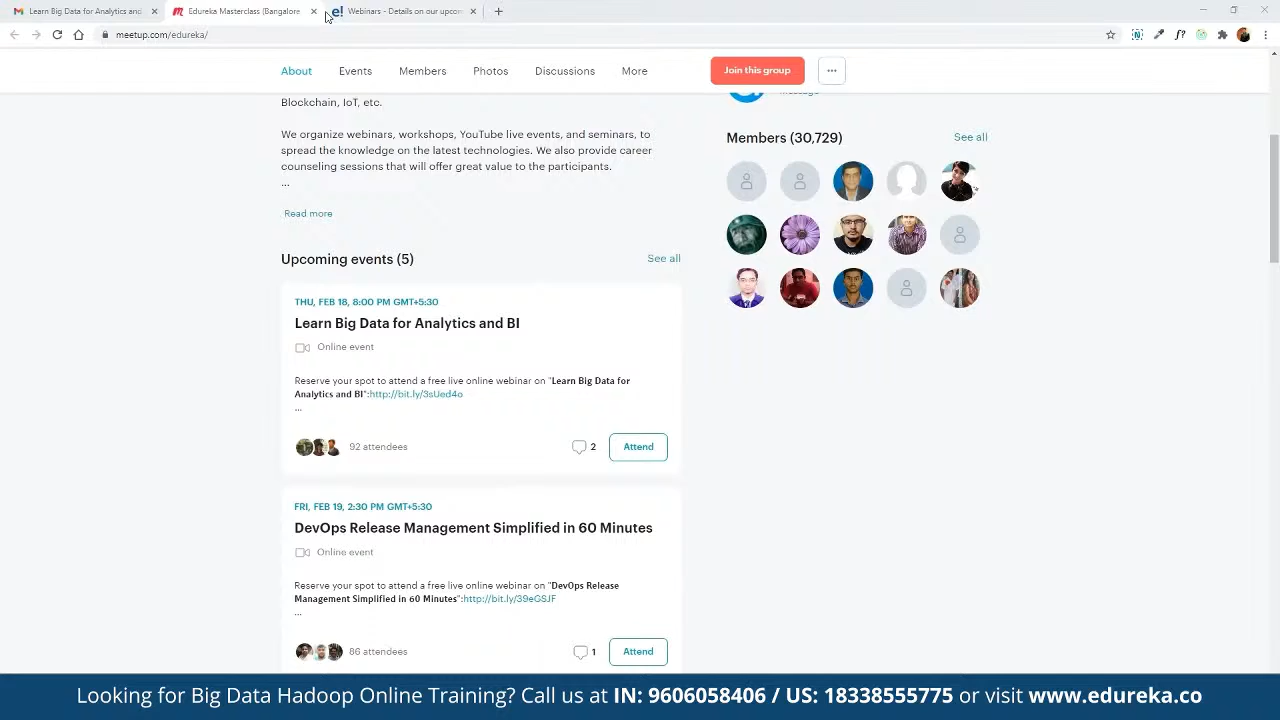 Learn Big Data for Analytics and
Edureka Masterclass (Bangalore
e! Webinars - Details on our upcom
meetup.com/edureka/
About Events Members Photos Discussions More Join this group
Blockchain, IoT, etc.
We organize webinars, workshops, YouTube live events, and seminars, to
spread the knowledge on the latest technologies. We also provide career
counseling sessions that will offer great value to the participants.
...
Read more
Message
Members (30,729) See all
Upcoming events (5) See all
THU, FEB 18, 8:00 PM GMT+5:30
Learn Big Data for Analytics and BI
Online event
Reserve your spot to attend a free live online webinar on "Learn Big Data for
Analytics and BI":http://bit.ly/3sUed4o
...
92 attendees 2 Attend
FRI, FEB 19, 2:30 PM GMT+5:30
DevOps Release Management Simplified in 60 Minutes
Online event
Reserve your spot to attend a free live online webinar on "DevOps Release
Management Simplified in 60 Minutes":http://bit.ly/39eGSJF
...
86 attendees 1 Attend
Looking for Big Data Hadoop Online Training? Call us at IN: 9606058406 / US: 18338555775 or visit www.edureka.co